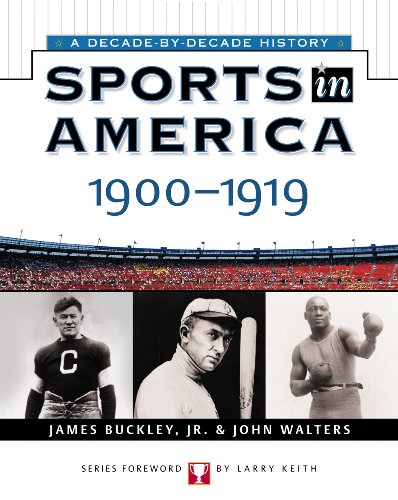 ★ A DECADE-BY-DECADE HISTORY ★
SPORTS in
AMERICA
1900–1919
C
JAMES BUCKLEY, JR. & JOHN WALTERS
SERIES FOREWORD BY LARRY KEITH